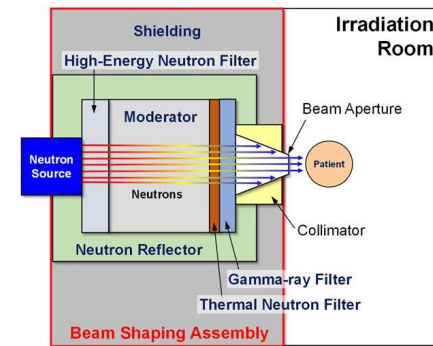 Shielding
Irradiation
Room
High-Energy Neutron Filter
Beam Aperture
Moderator
Neutron
Source
Patient
Neutrons
Collimator
Neutron Reflector
Gamma-ray Filter
Thermal Neutron Filter
Beam Shaping Assembly